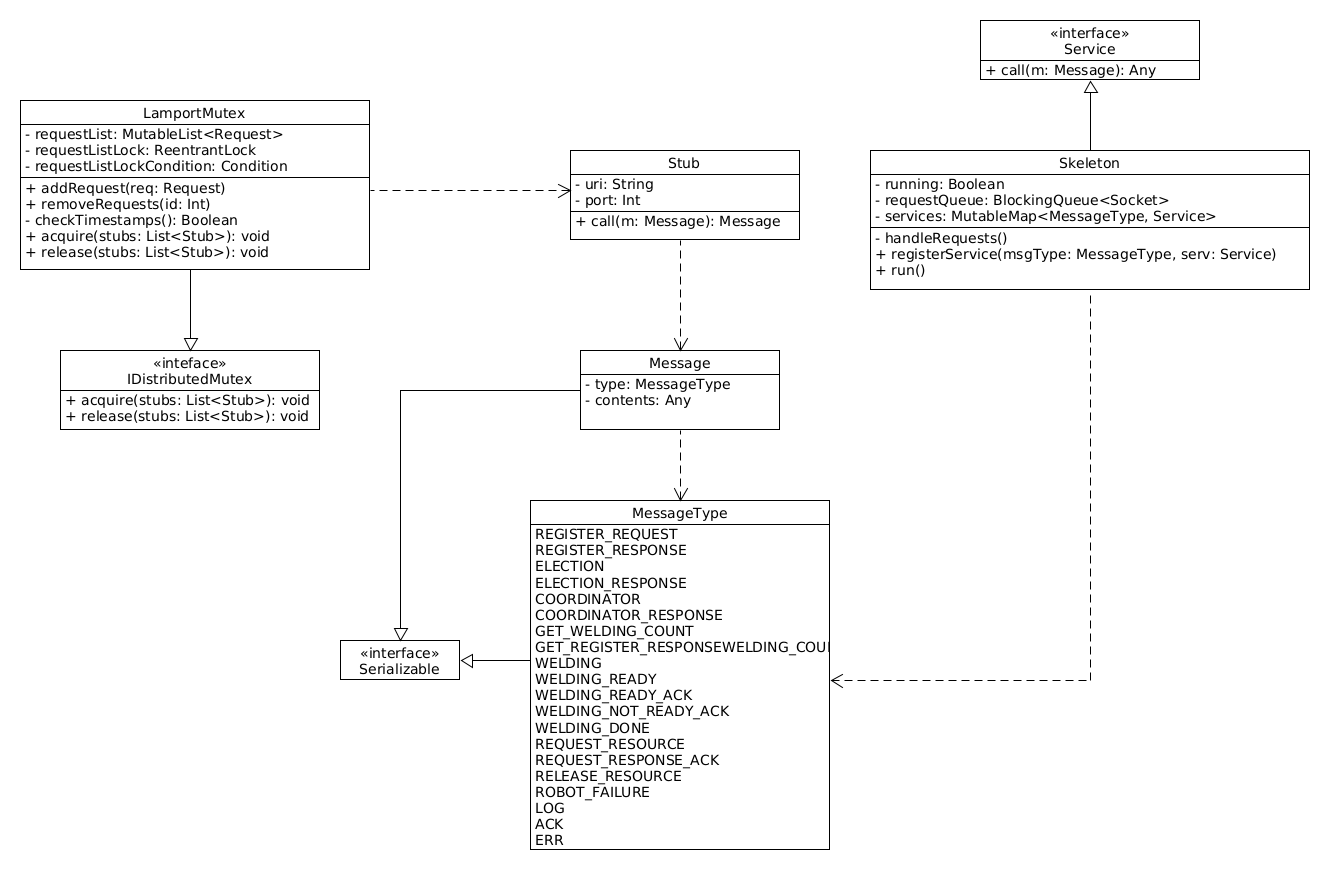 «interface»
Service
+ call(m: Message): Any
LamportMutex
- requestList: MutableList<Request>
- requestListLock: ReentrantLock
- requestListLockCondition: Condition
+ addRequest(req: Request)
+ removeRequests(id: Int)
- checkTimestamps(): Boolean
+ acquire(stubs: List<Stub>): void
+ release(stubs: List<Stub>): void
Stub
- uri: String
- port: Int
+ call(m: Message): Message
Skeleton
- running: Boolean
- requestQueue: BlockingQueue<Socket>
- services: MutableMap<MessageType, Service>
- handleRequests()
+ registerService(msgType: MessageType, serv: Service)
+ run()
«inteface»
IDistributedMutex
+ acquire(stubs: List<Stub>): void
+ release(stubs: List<Stub>): void
Message
- type: MessageType
- contents: Any
MessageType
REGISTER_REQUEST
REGISTER_RESPONSE
ELECTION
ELECTION_RESPONSE
COORDINATOR
COORDINATOR_RESPONSE
GET_WELDING_COUNT
GET_REGISTER_RESPONSEWELDING_COU
WELDING
WELDING_READY
WELDING_READY_ACK
WELDING_NOT_READY_ACK
WELDING_DONE
REQUEST_RESOURCE
REQUEST_RESPONSE_ACK
RELEASE_RESOURCE
ROBOT_FAILURE
LOG
ACK
ERR
«interface»
Serializable